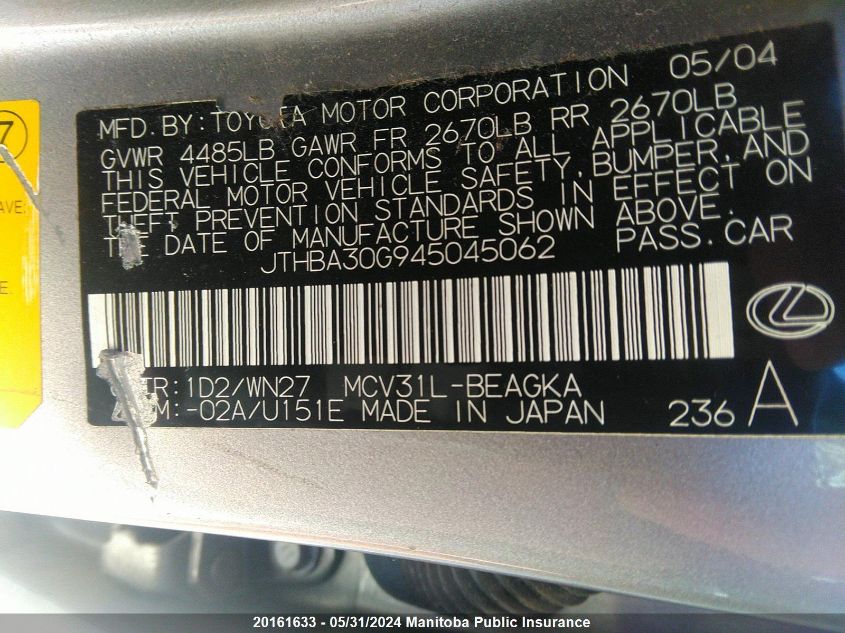 7
AVE:
E.
MFD. BY: TOYOTA MOTOR CORPORATION 05/04
GVWR 4485LB GAWR FR 2670LB RR 2670LB
THIS VEHICLE CONFORMS TO ALL APPLICABLE
FEDERAL MOTOR VEHICLE SAFETY, BUMPER, AND
THEFT PREVENTION STANDARDS IN EFFECT ON
THE DATE OF MANUFACTURE SHOWN ABOVE.
JTHBA30G945045062 PASS. CAR
TR: 1D2/WN27 MCV31L-BEAGKA
M: -02A/U151E MADE IN JAPAN 236 A
20161633 - 05/31/2024 Manitoba Public Insurance